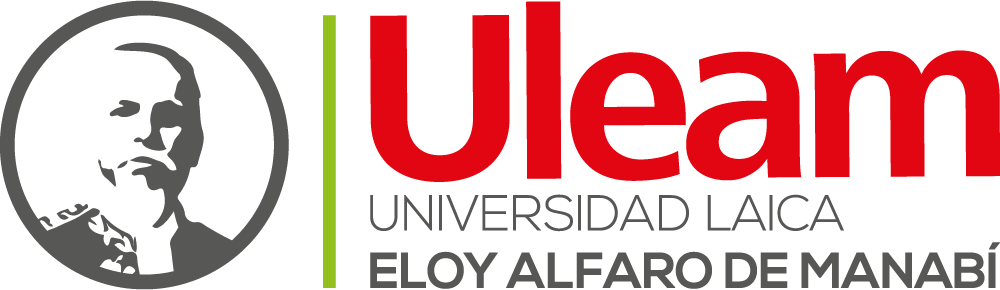 Uleam
UNIVERSIDAD LAICA
ELOY ALFARO DE MANABÍ